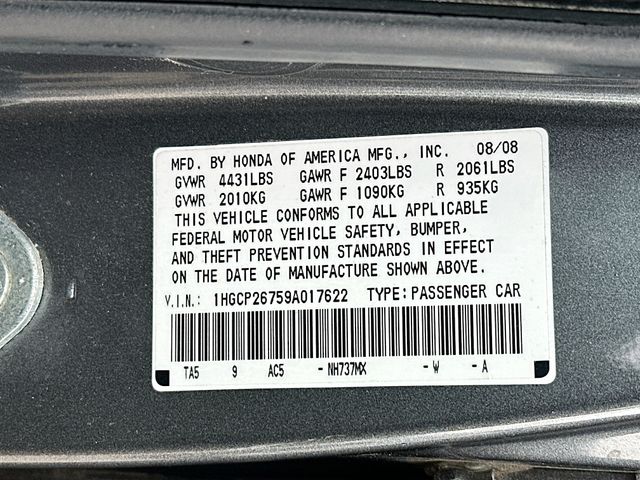 MFD. BY HONDA OF AMERICA MFG., INC. 08/08
GVWR 4431LBS GAWR F 2403LBS R 2061LBS
GVWR 2010KG GAWR F 1090KG R 935KG
THIS VEHICLE CONFORMS TO ALL APPLICABLE
FEDERAL MOTOR VEHICLE SAFETY, BUMPER,
AND THEFT PREVENTION STANDARDS IN EFFECT
ON THE DATE OF MANUFACTURE SHOWN ABOVE.
V.I.N.: 1HGCP26759A017622 TYPE: PASSENGER CAR
TA5 9 AC5 - NH737MX - W - A